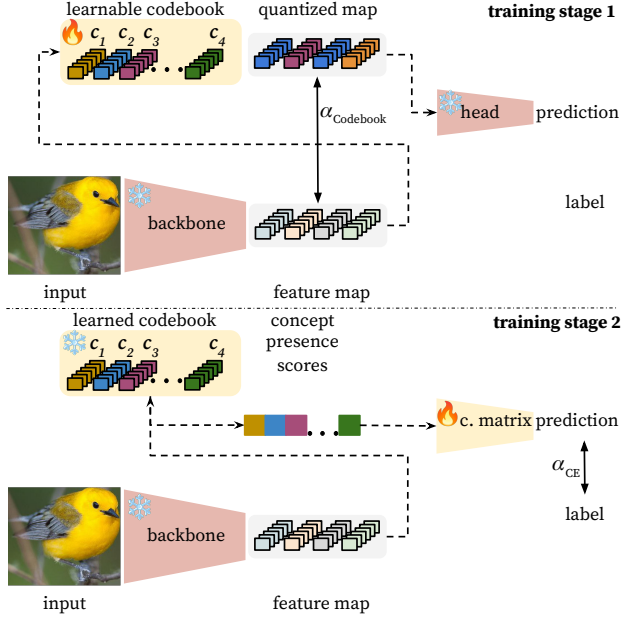 learnable codebook quantized map training stage 1
c1 c2 c3 c4
αCodebook
head prediction
backbone label
input feature map
learned codebook concept presence scores training stage 2
c1 c2 c3 c4
c. matrix prediction
αCE
backbone label
input feature map